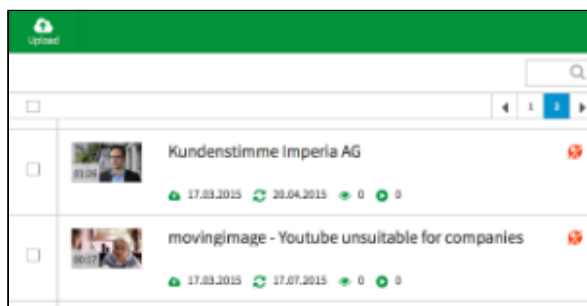 Upload
1 2
Kundenstimme Imperia AG
01:06
17.03.2015 20.04.2015 0 0
movingimage - Youtube unsuitable for companies
00:17
17.03.2015 17.07.2015 0 0